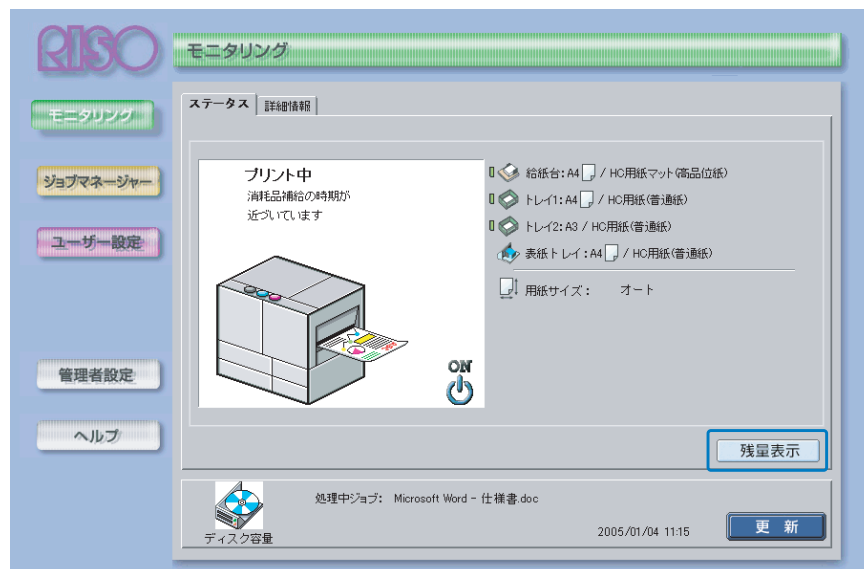 RISO
モニタリング
モニタリング
ジョブマネージャー
ユーザー設定
管理者設定
ヘルプ
ステータス 詳細情報
プリント中
消耗品補給の時期が
近づいています
ON
給紙台:A4 / HC用紙マット(高品位紙)
トレイ1:A4 / HC用紙(普通紙)
トレイ2:A3 / HC用紙(普通紙)
表紙トレイ:A4 / HC用紙(普通紙)
用紙サイズ: オート
残量表示
処理中ジョブ: Microsoft Word - 仕様書.doc
ディスク容量
2005/01/04 11:15
更 新